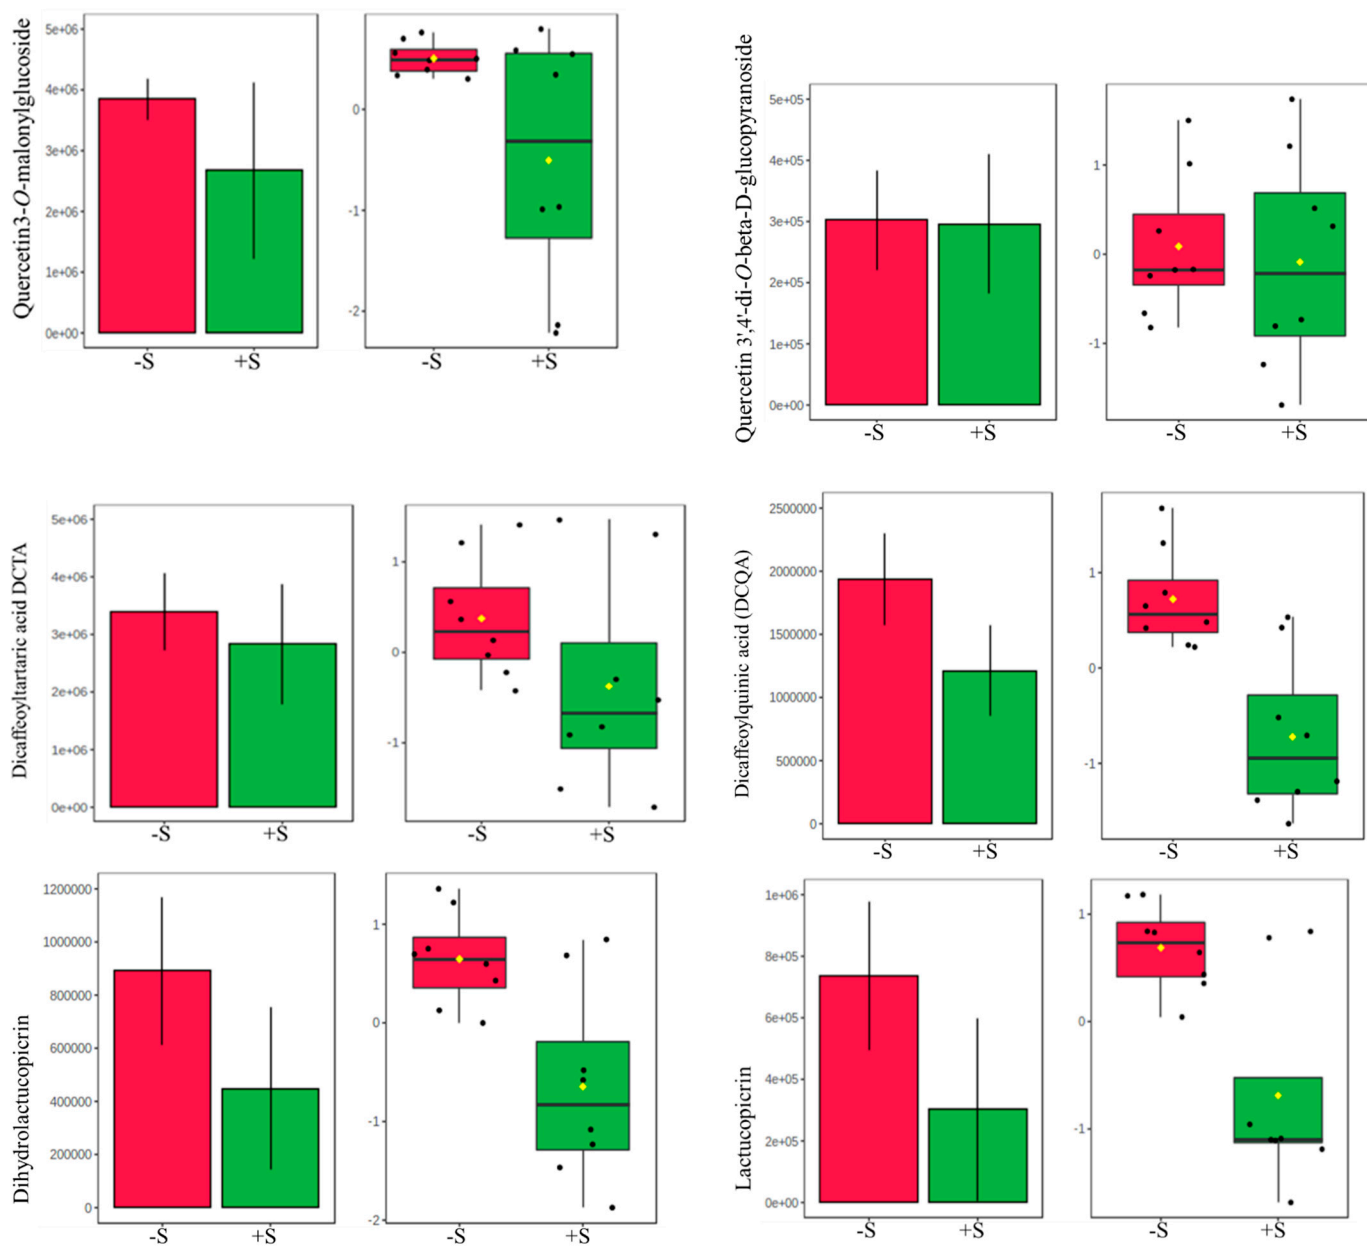 Quercetin3-O-malonylglucoside
5e+06
4e+06
3e+06
2e+06
1e+06
0e+00
-S
+S
0
-1
-2
-S
+S
Quercetin 3',4'-di-O-beta-D-glucopyranoside
5e+05
4e+05
3e+05
2e+05
1e+05
0e+00
-S
+S
1
0
-1
-S
+S
Dicaffeoyltartaric acid DCTA
5e+06
4e+06
3e+06
2e+06
1e+06
0e+00
-S
+S
1
0
-1
-S
+S
Dicaffeoylquinic acid (DCQA)
2500000
2000000
1500000
1000000
500000
0
-S
+S
1
0
-1
-S
+S
Dihydrolactucopicrin
1200000
1000000
800000
600000
400000
200000
0
-S
+S
1
0
-1
-2
-S
+S
Lactucopicrin
1e+06
8e+05
6e+05
4e+05
2e+05
0e+00
-S
+S
1
0
-1
-S
+S